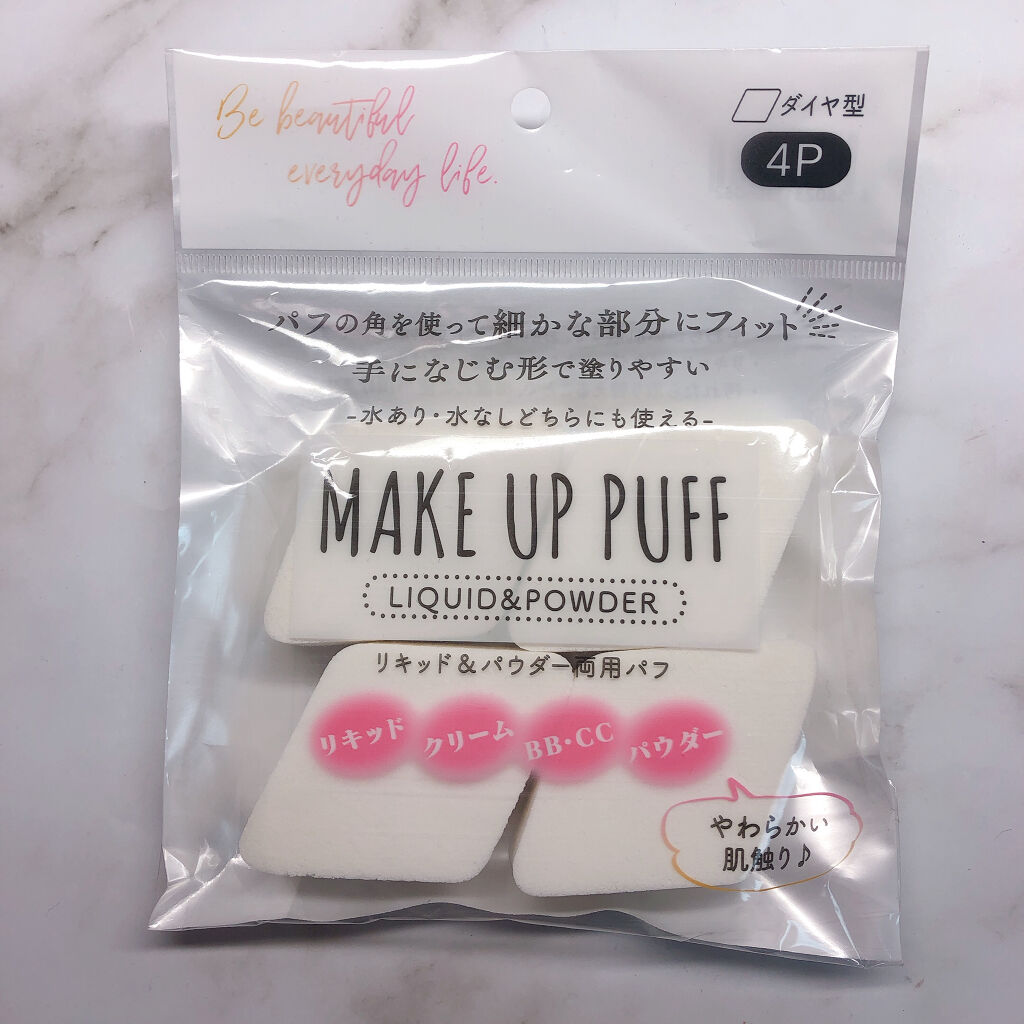 Be beautiful
everyday life.
ダイヤ型
4P
パフの角を使って細かな部分にフィット
手になじむ形で塗りやすい
-水あり・水なしどちらにも使える-
MAKE UP PUFF
LIQUID&POWDER
リキッド&パウダー両用パフ
リキッド クリーム BB・CC パウダー
やわらかい
肌触り♪